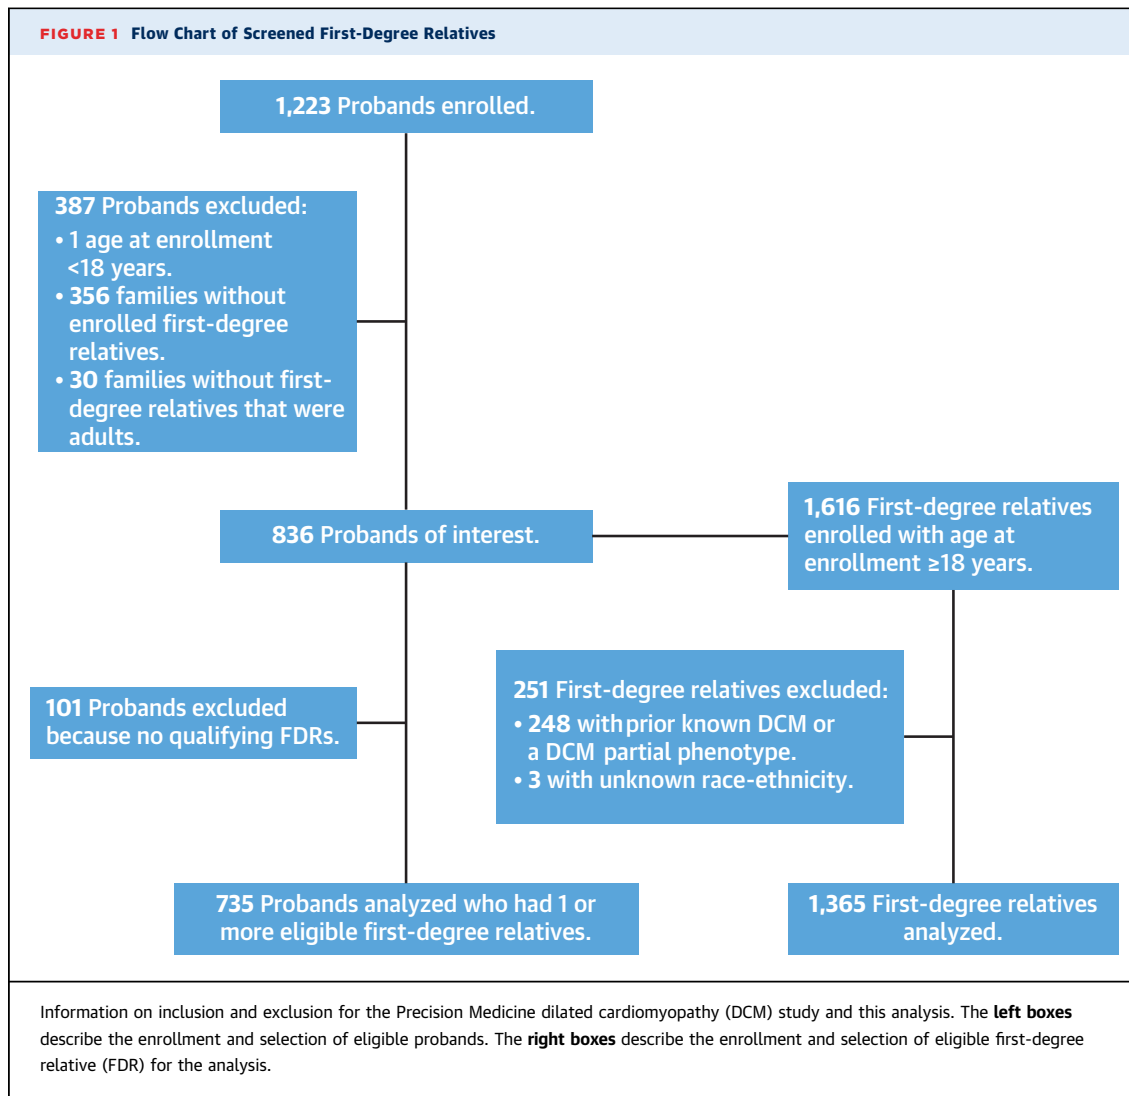 FIGURE 1 Flow Chart of Screened First-Degree Relatives
1,223 Probands enrolled.
387 Probands excluded:
• 1 age at enrollment
<18 years.
• 356 families without
enrolled first-degree
relatives.
• 30 families without first-
degree relatives that were
adults.
836 Probands of interest.
1,616 First-degree relatives
enrolled with age at
enrollment ≥18 years.
101 Probands excluded
because no qualifying FDRs.
251 First-degree relatives excluded:
• 248 with prior known DCM or
a DCM partial phenotype.
• 3 with unknown race-ethnicity.
735 Probands analyzed who had 1 or
more eligible first-degree relatives.
1,365 First-degree relatives
analyzed.
Information on inclusion and exclusion for the Precision Medicine dilated cardiomyopathy (DCM) study and this analysis. The left boxes
describe the enrollment and selection of eligible probands. The right boxes describe the enrollment and selection of eligible first-degree
relative (FDR) for the analysis.